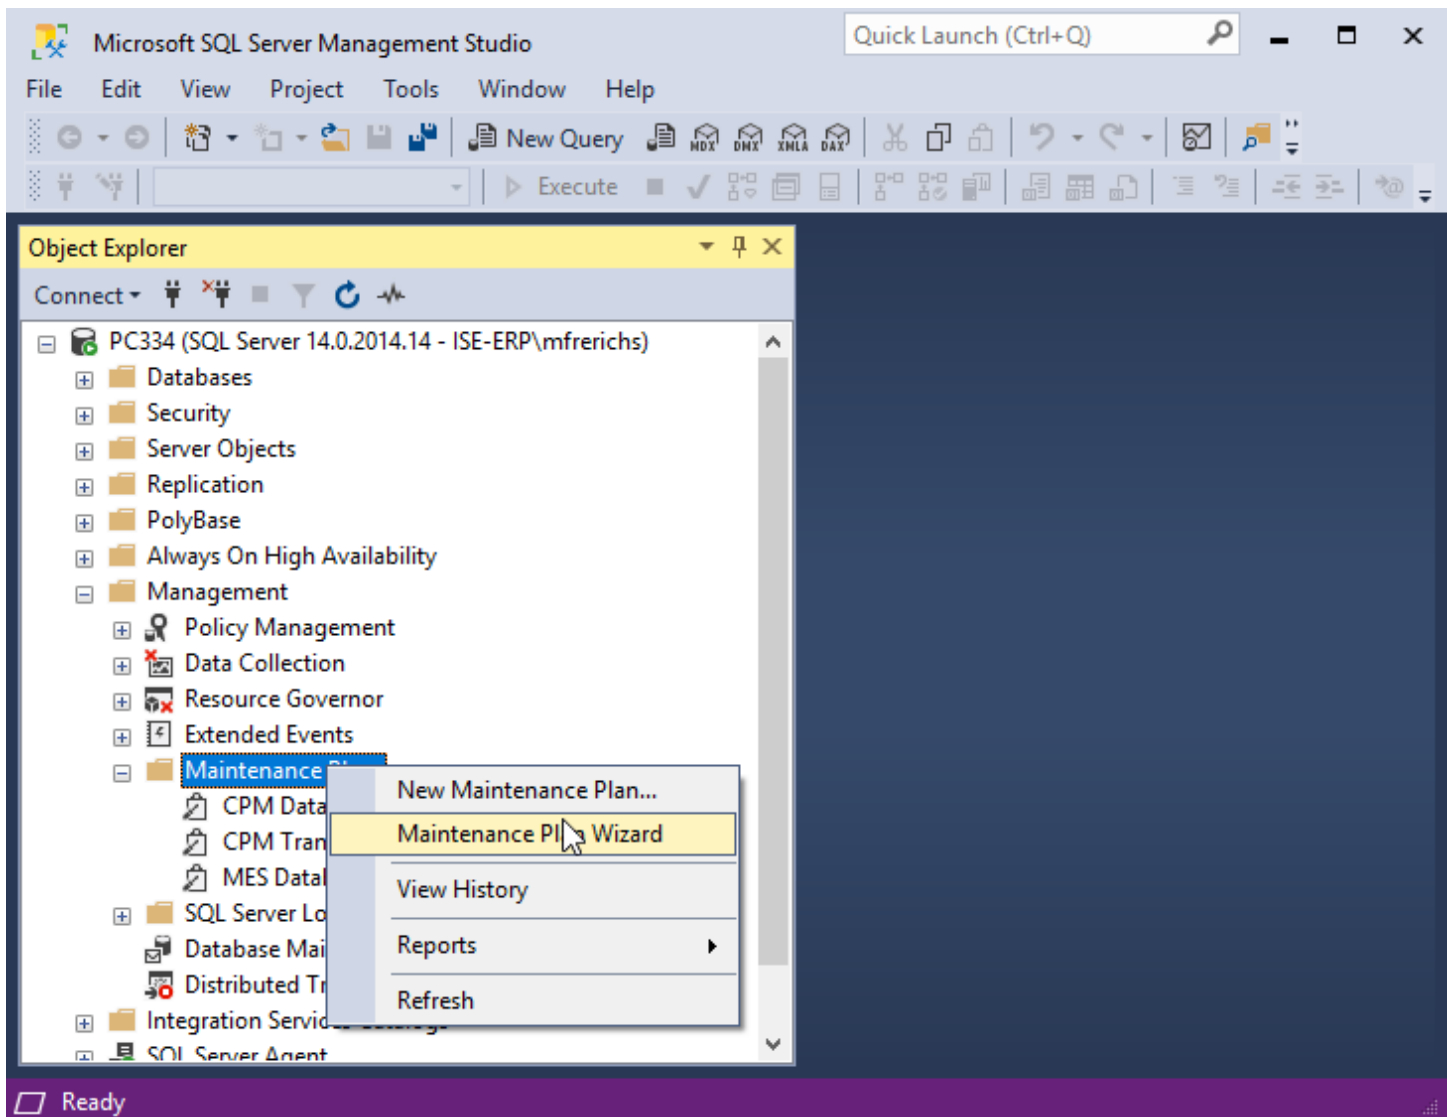 Microsoft SQL Server Management Studio
Quick Launch (Ctrl+Q)
File Edit View Project Tools Window Help
New Query MDX DMX XMLA DAX
Execute
Object Explorer
Connect
PC334 (SQL Server 14.0.2014.14 - ISE-ERP\mfrerichs)
Databases
Security
Server Objects
Replication
PolyBase
Always On High Availability
Management
Policy Management
Data Collection
Resource Governor
Extended Events
Maintenance
CPM Data
CPM Tran
MES Data
SQL Server Lo
Database Mai
Distributed Tr
Integration Servic
SQL Server Agent
New Maintenance Plan...
Maintenance Plan Wizard
View History
Reports
Refresh
Ready